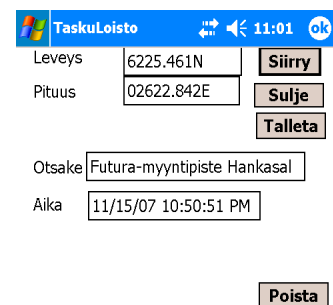 TaskuLoisto 11:01 ok
Leveys 6225.461N Siirry
Pituus 02622.842E Sulje
Talleta
Otsake Futura-myyntipiste Hankasal
Aika 11/15/07 10:50:51 PM
Poista